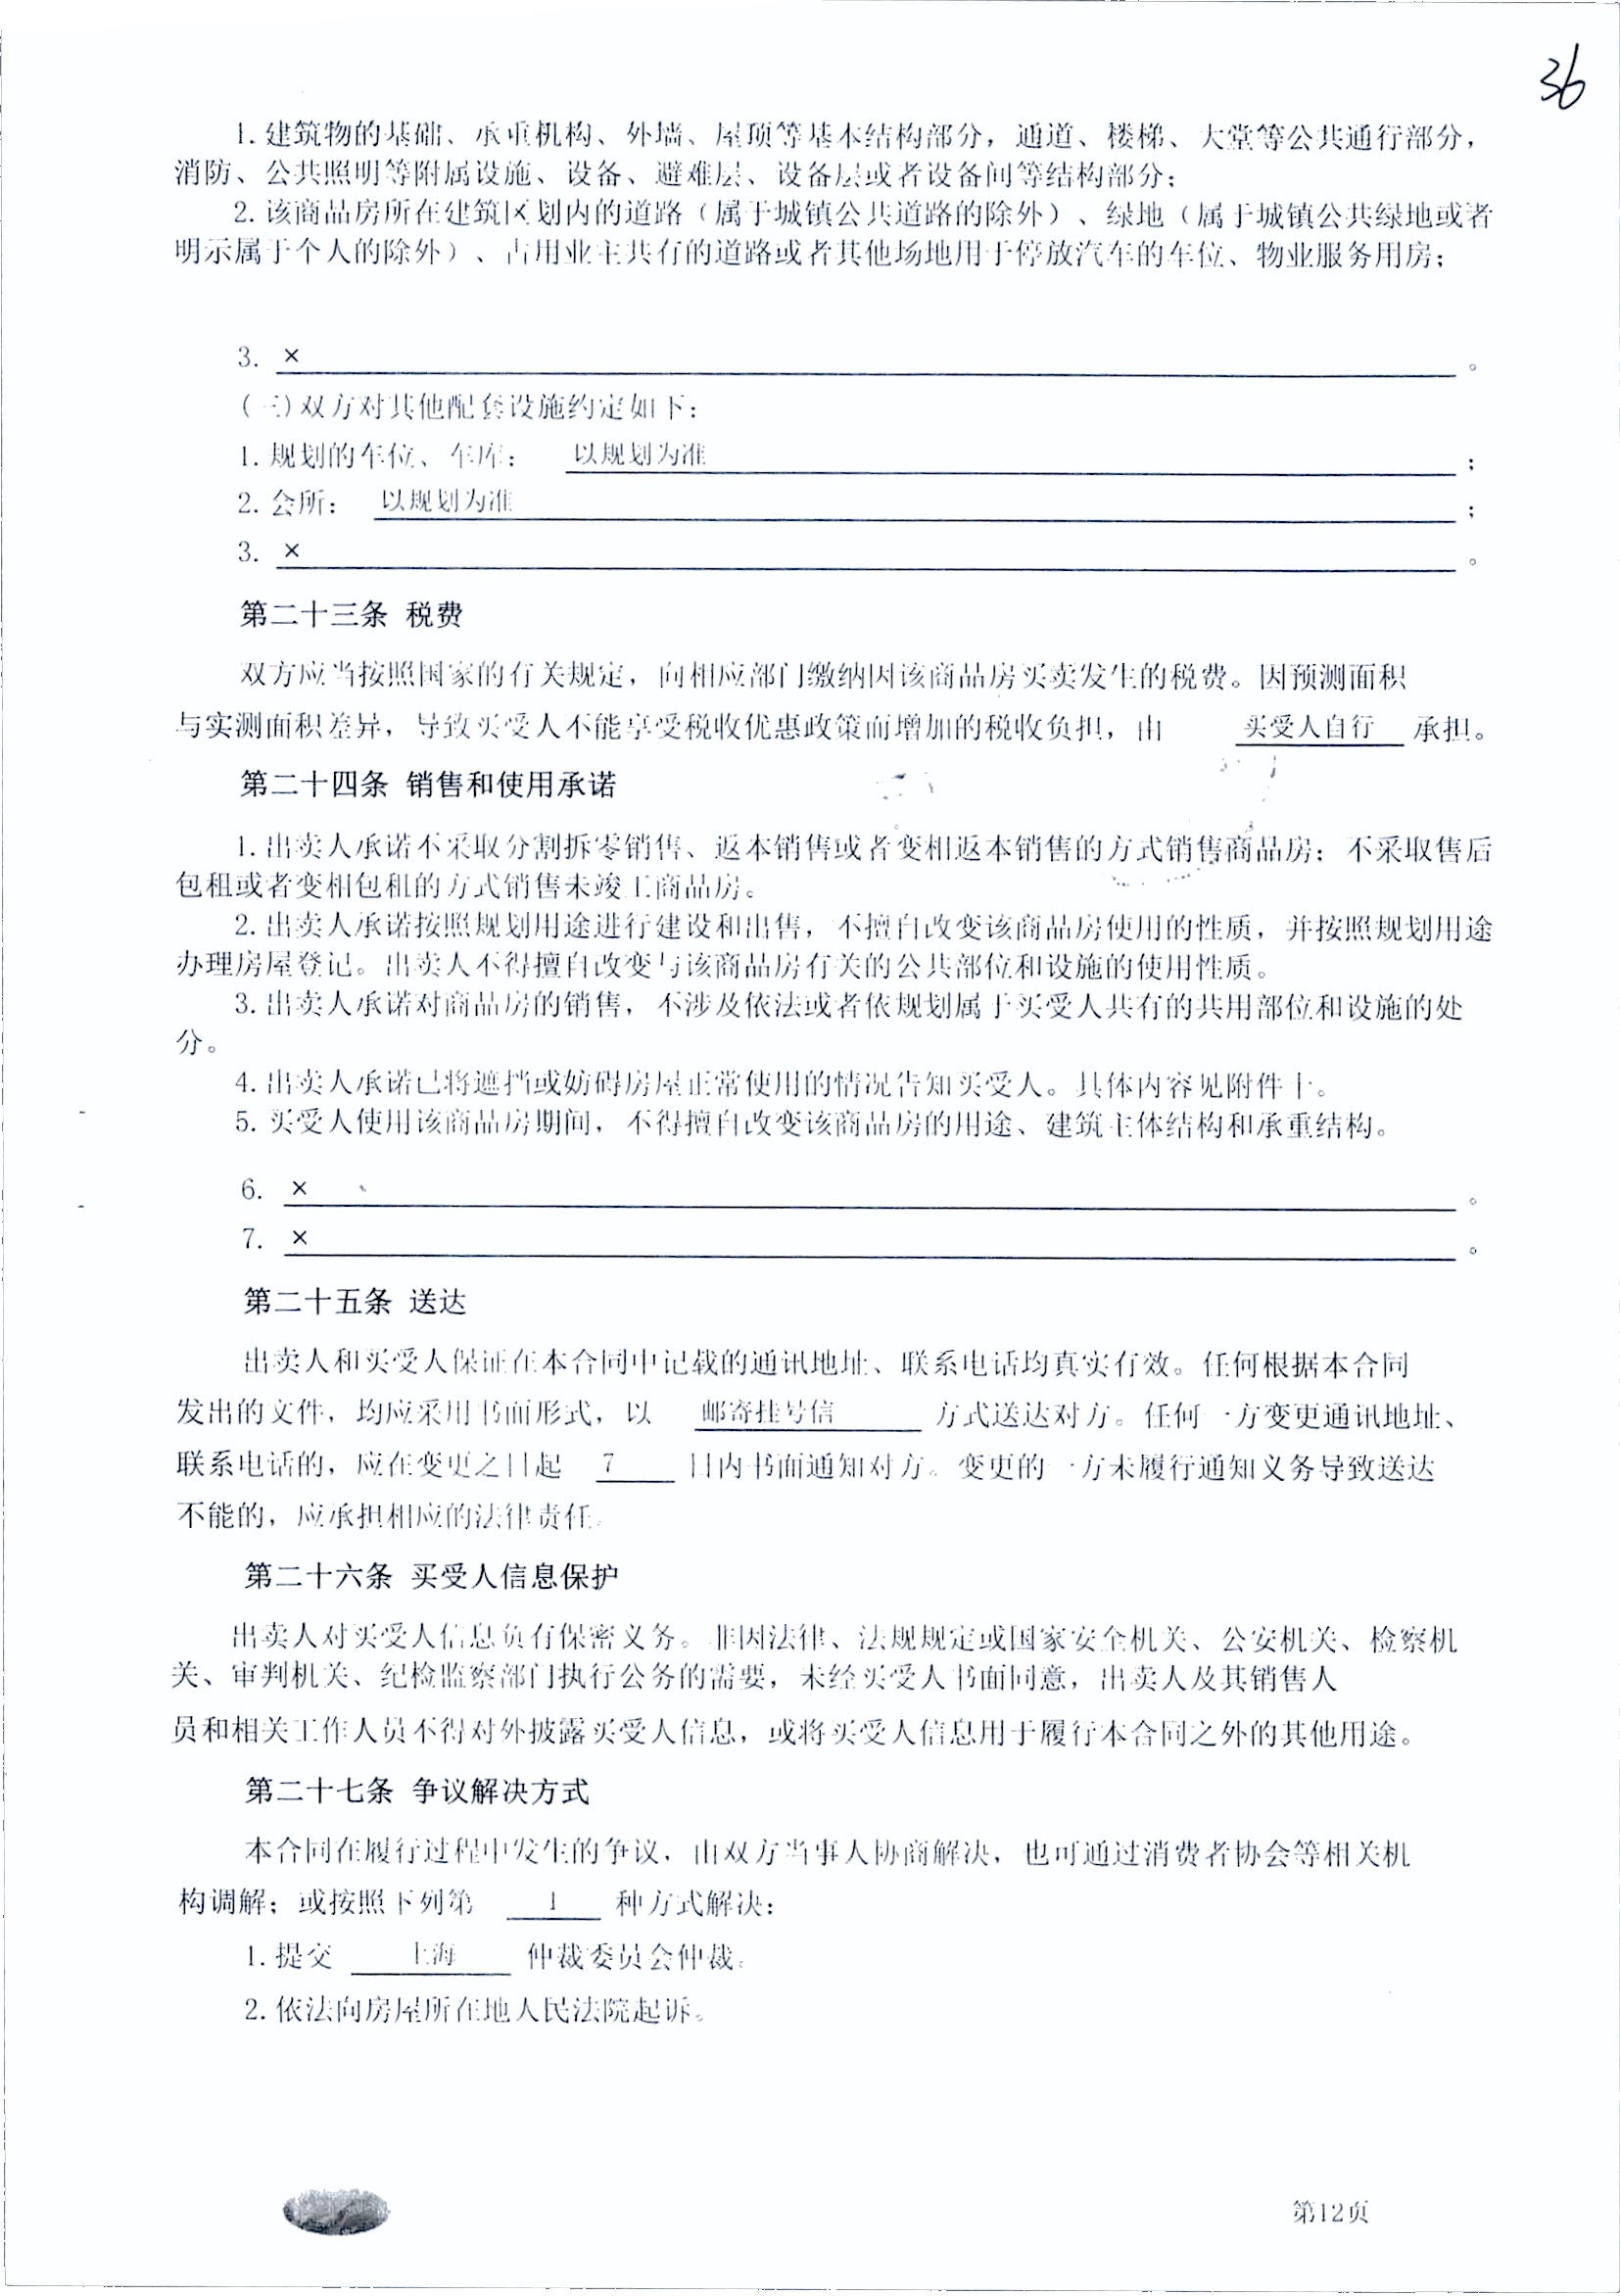 36
1. 建筑物的基础、承重机构、外墙、屋顶等基本结构部分，通道、楼梯、大堂等公共通行部分，
消防、公共照明等附属设施、设备、避难层、设备层或者设备间等结构部分；
2. 该商品房所在建筑区划内的道路（属于城镇公共道路的除外）、绿地（属于城镇公共绿地或者
明示属于个人的除外）、占用业主共有的道路或者其他场地用于停放汽车的车位、物业服务用房；
3. ×。
(三)双方对其他配套设施约定如下：
1. 规划的车位、车库： 以规划为准；
2. 会所： 以规划为准；
3. ×。
第二十三条 税费
双方应当按照国家的有关规定，向相应部门缴纳因该商品房买卖发生的税费。因预测面积
与实测面积差异，导致买受人不能享受税收优惠政策而增加的税收负担，由 买受人自行 承担。
第二十四条 销售和使用承诺
1. 出卖人承诺不采取分割拆零销售、返本销售或者变相返本销售的方式销售商品房；不采取售后
包租或者变相包租的方式销售未竣工商品房。
2. 出卖人承诺按照规划用途进行建设和出售，不擅自改变该商品房使用的性质，并按照规划用途
办理房屋登记。出卖人不得擅自改变与该商品房有关的公共部位和设施的使用性质。
3. 出卖人承诺对商品房的销售，不涉及依法或者依规划属于买受人共有的共用部位和设施的处
分。
4. 出卖人承诺已将遮挡或妨碍房屋正常使用的情况告知买受人。具体内容见附件十。
5. 买受人使用该商品房期间，不得擅自改变该商品房的用途、建筑主体结构和承重结构。
6. ×。
7. ×。
第二十五条 送达
出卖人和买受人保证在本合同中记载的通讯地址、联系电话均真实有效。任何根据本合同
发出的文件，均应采用书面形式，以 邮寄挂号信 方式送达对方。任何一方变更通讯地址、
联系电话的，应在变更之日起 7 日内书面通知对方。变更的一方未履行通知义务导致送达
不能的，应承担相应的法律责任。
第二十六条 买受人信息保护
出卖人对买受人信息负有保密义务。非因法律、法规规定或国家安全机关、公安机关、检察机
关、审判机关、纪检监察部门执行公务的需要，未经买受人书面同意，出卖人及其销售人
员和相关工作人员不得对外披露买受人信息，或将买受人信息用于履行本合同之外的其他用途。
第二十七条 争议解决方式
本合同在履行过程中发生的争议，由双方当事人协商解决，也可通过消费者协会等相关机
构调解；或按照下列第 1 种方式解决：
1. 提交 上海 仲裁委员会仲裁。
2. 依法向房屋所在地人民法院起诉。
第12页